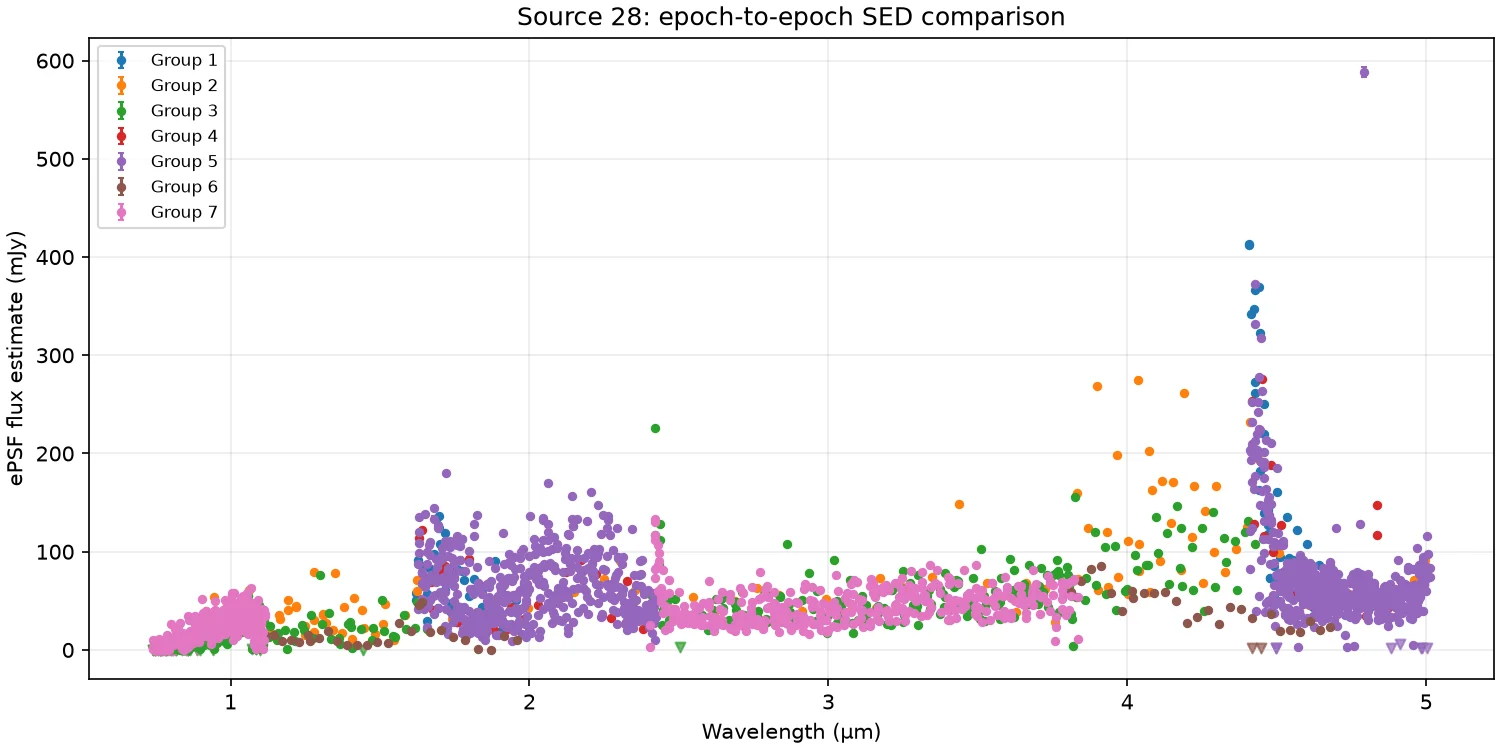 Source 28: epoch-to-epoch SED comparison
Group 1
Group 2
Group 3
Group 4
Group 5
Group 6
Group 7
ePSF flux estimate (mJy)
600
500
400
300
200
100
0
1 2 3 4 5
Wavelength (μm)